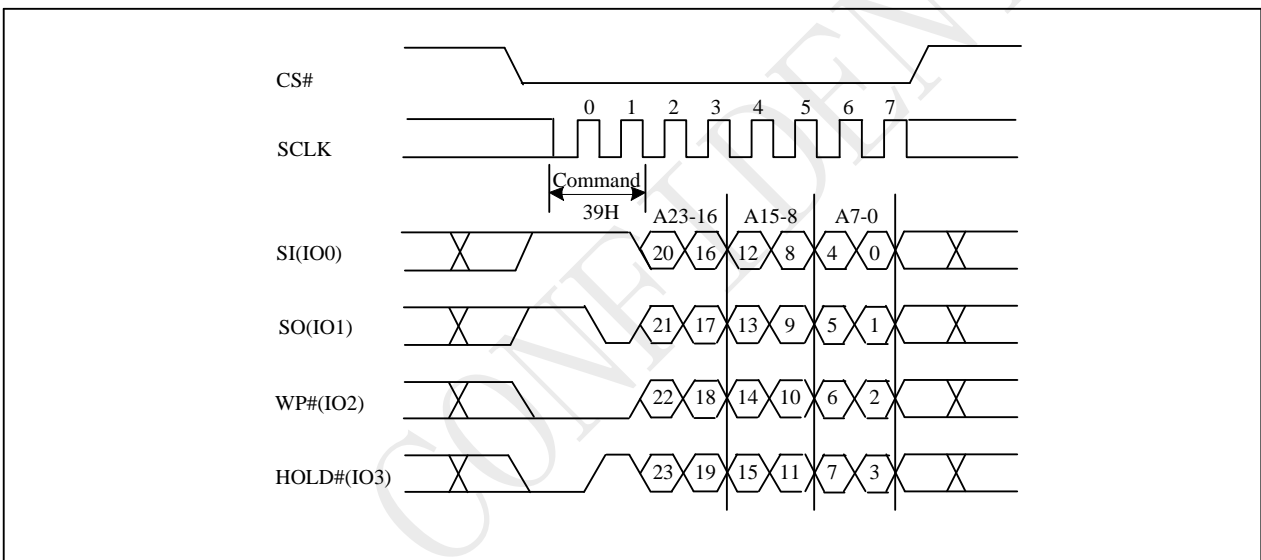 CS#
0 1 2 3 4 5 6 7
SCLK
Command
39H
A23-16 A15-8 A7-0
SI(IO0) 20 16 12 8 4 0
SO(IO1) 21 17 13 9 5 1
WP#(IO2) 22 18 14 10 6 2
HOLD#(IO3) 23 19 15 11 7 3
CONFIDEN